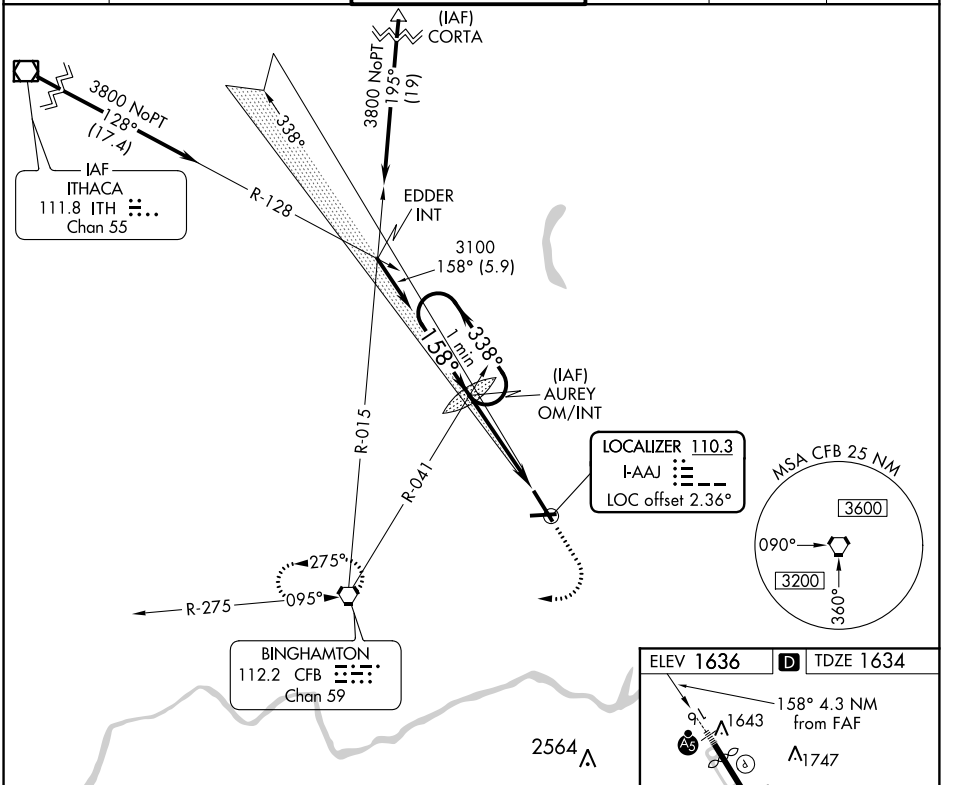 (IAF)
CORTA
3800 NoPT
195°
(19)
3800 NoPT
128°
(17.4)
338°
IAF
ITHACA
111.8 ITH
Chan 55
R-128
EDDER
INT
3100
158° (5.9)
158°
1 min
338°
(IAF)
AUREY
OM/INT
R-015
R-041
LOCALIZER 110.3
I-AAJ
LOC offset 2.36°
MSA CFB 25 NM
3600
090°
3200
360°
275°
095°
R-275
BINGHAMTON
112.2 CFB
Chan 59
ELEV 1636 D TDZE 1634
158° 4.3 NM
from FAF
1643
A5
P
1747
2564